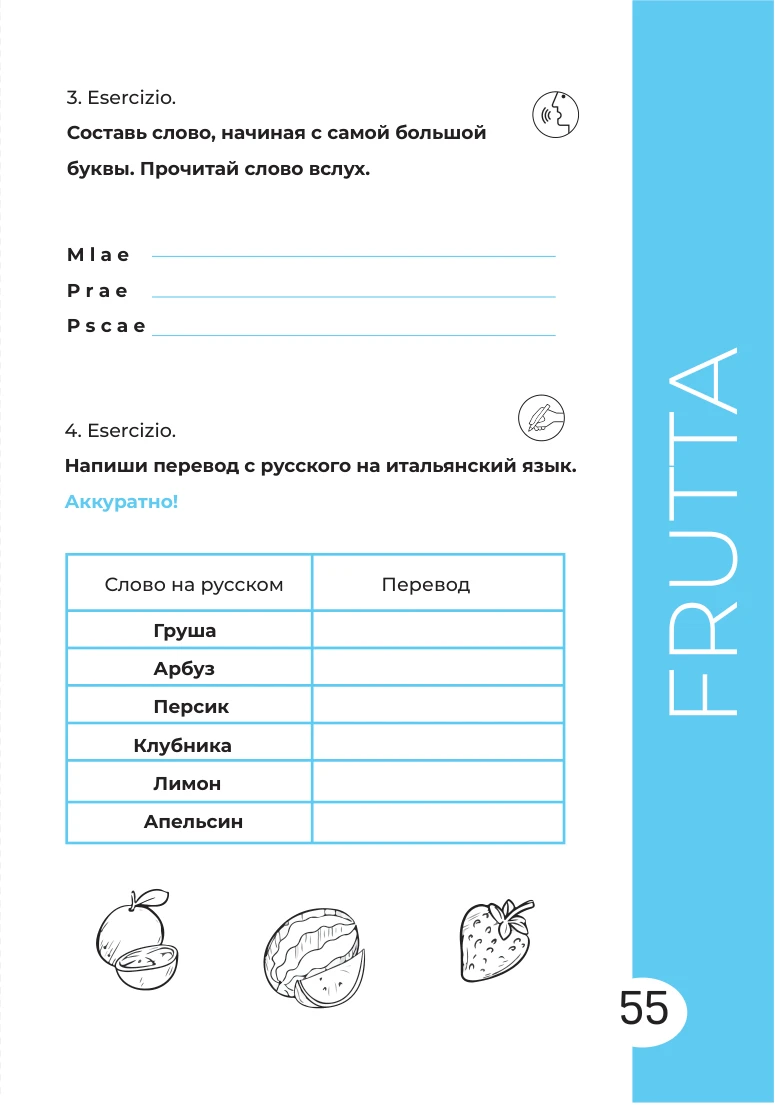 3. Esercizio.
Составь слово, начиная с самой большой
буквы. Прочитай слово вслух.
M l a e
P r a e
P s c a e
4. Esercizio.
Напиши перевод с русского на итальянский язык.
Аккуратно!
Слово на русском Перевод
Груша
Арбуз
Персик
Клубника
Лимон
Апельсин
FRUTTA
55